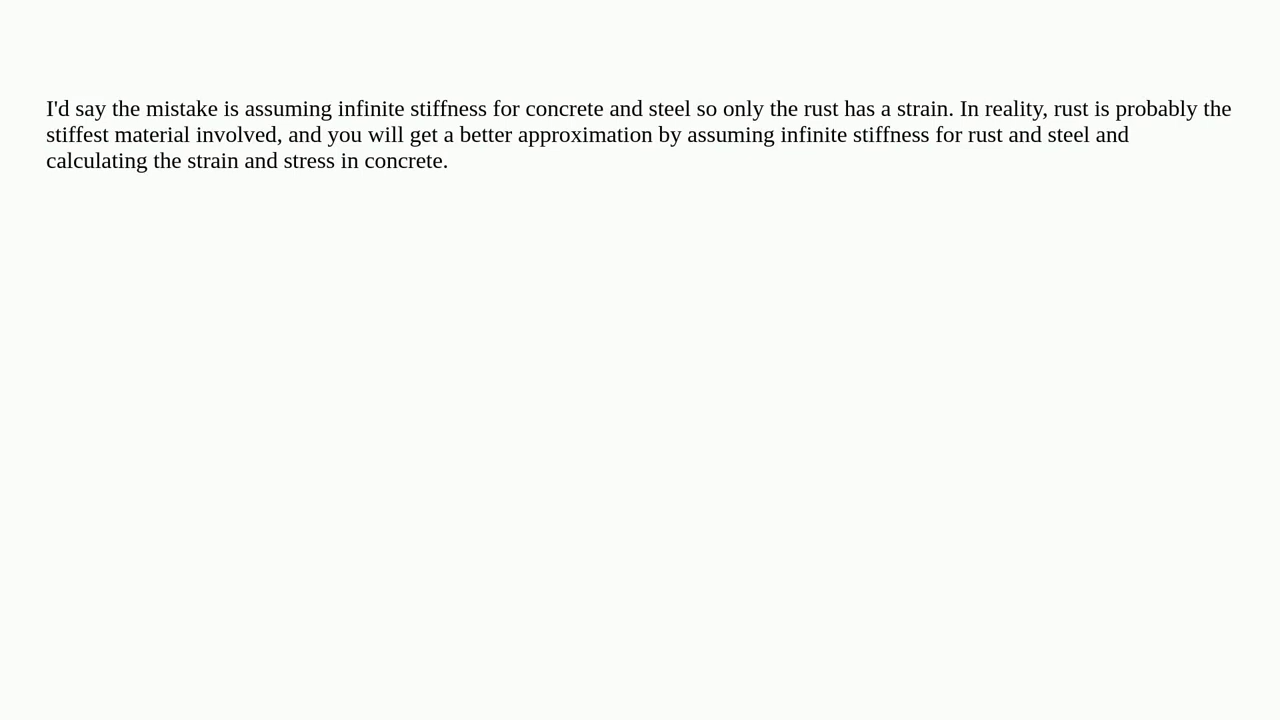 I'd say the mistake is assuming infinite stiffness for concrete and steel so only the rust has a strain. In reality, rust is probably the
stiffest material involved, and you will get a better approximation by assuming infinite stiffness for rust and steel and
calculating the strain and stress in concrete.